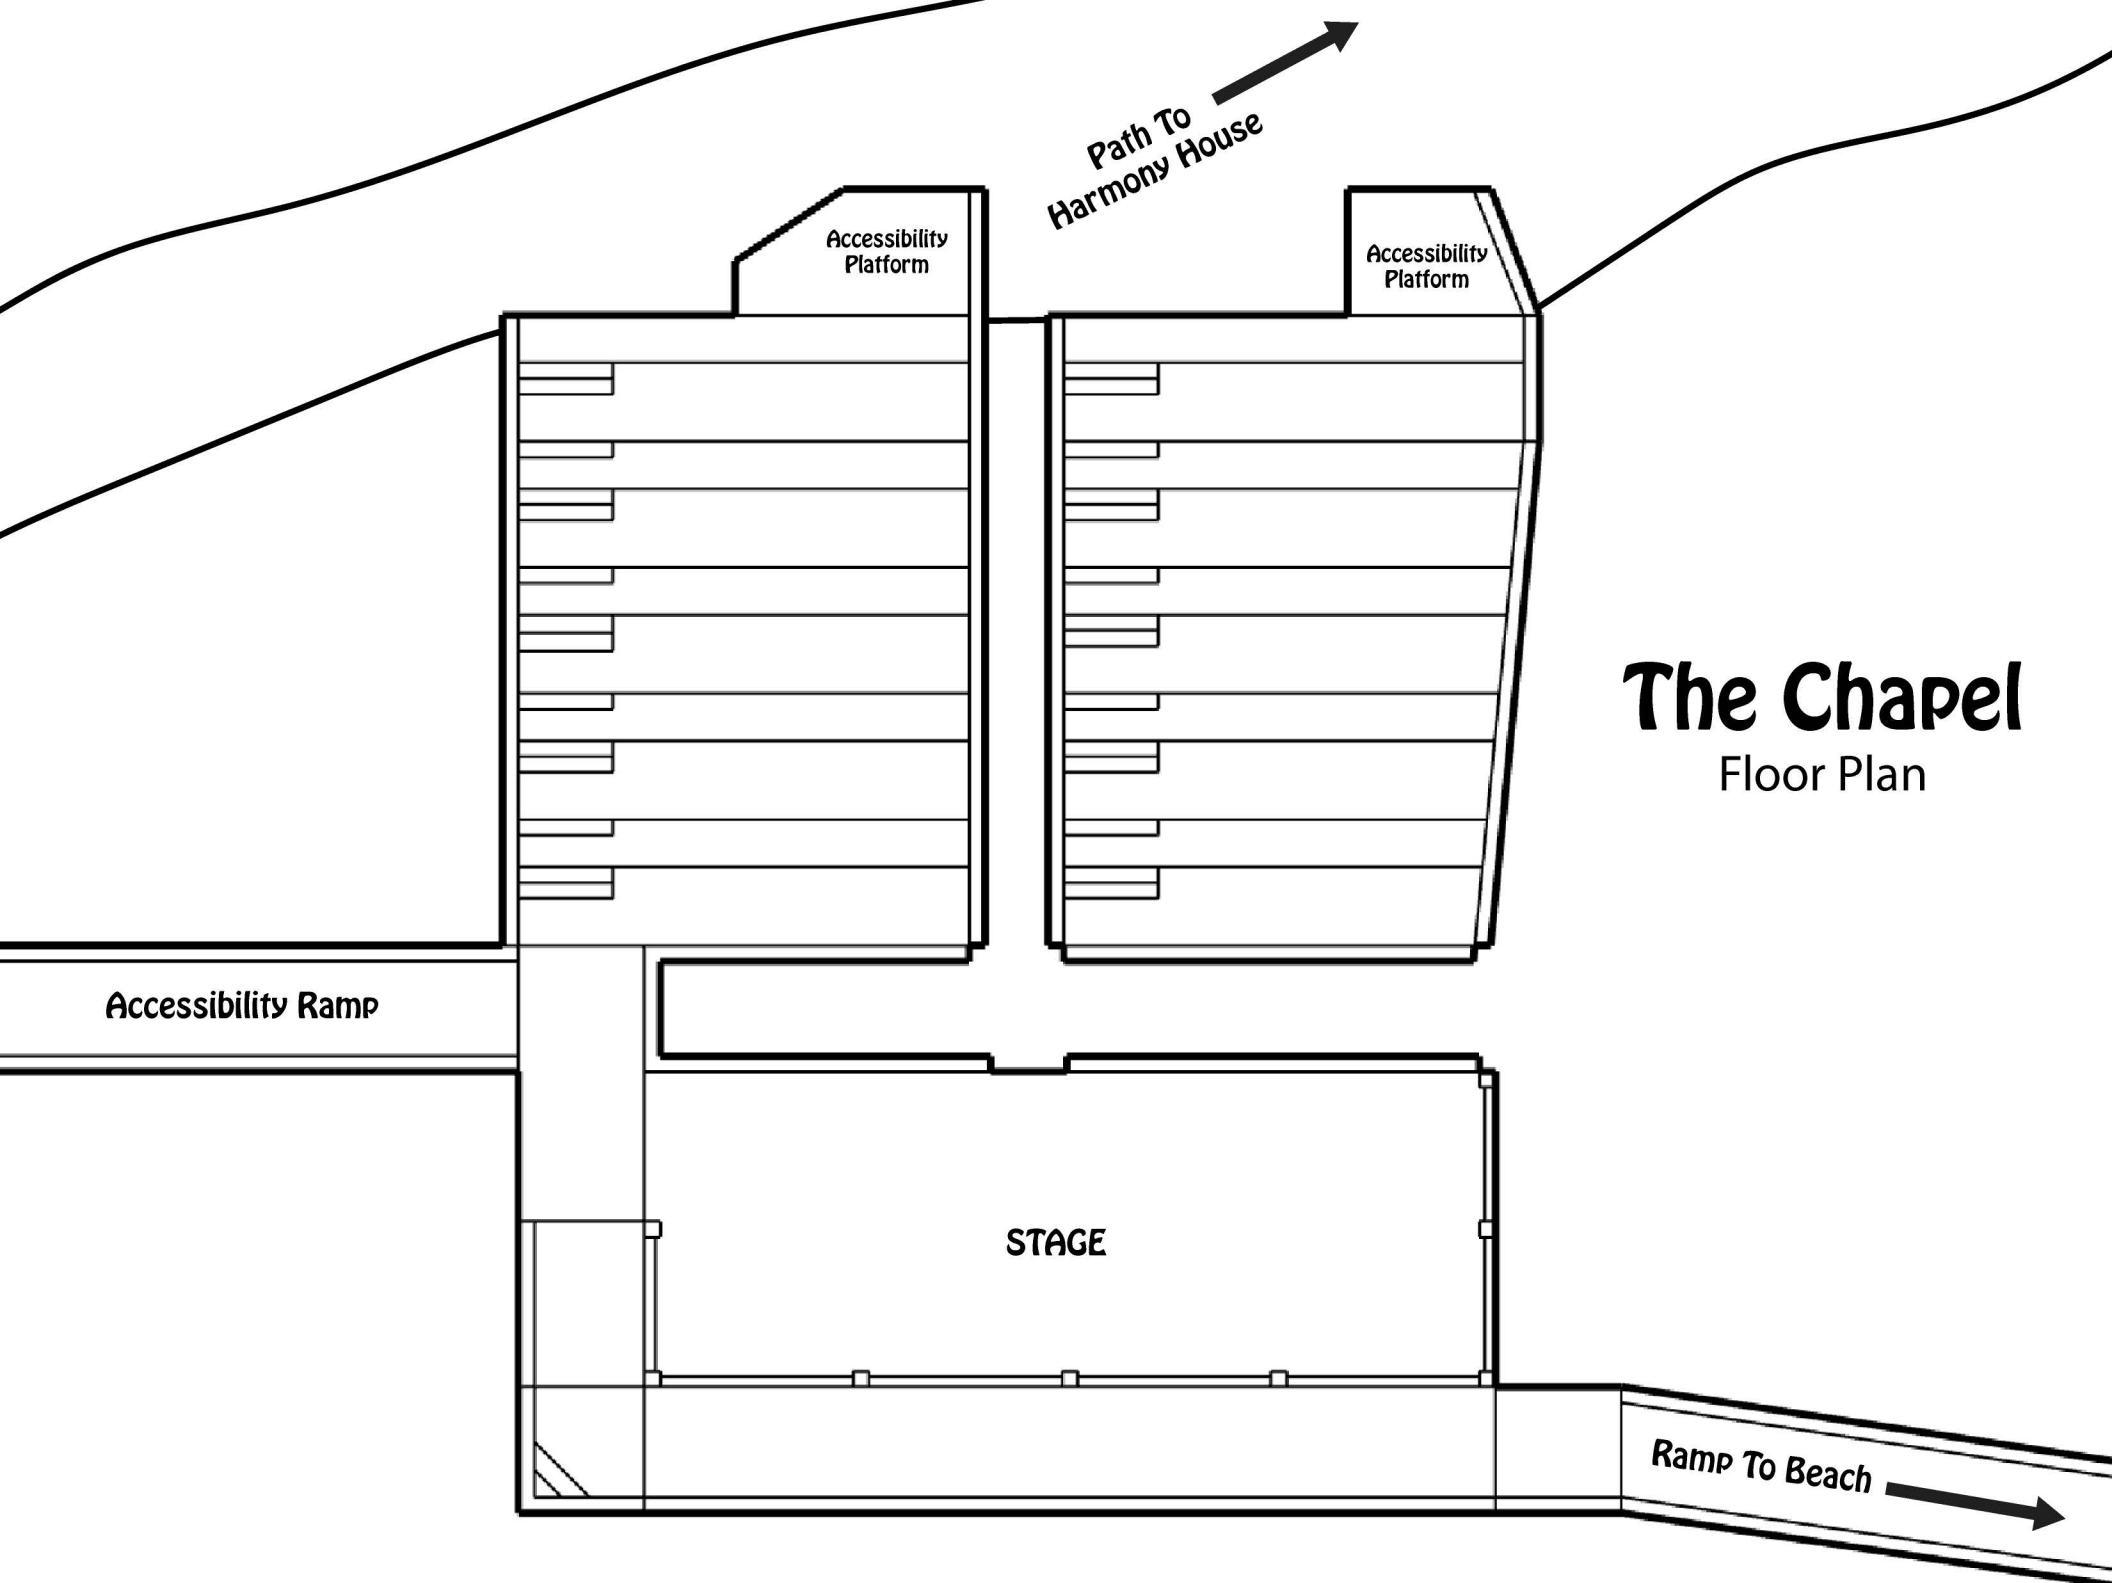 Path To
Harmony House
Accessibility
Platform
Accessibility
Platform
The Chapel
Floor Plan
Accessibility Ramp
STAGE
Ramp To Beach